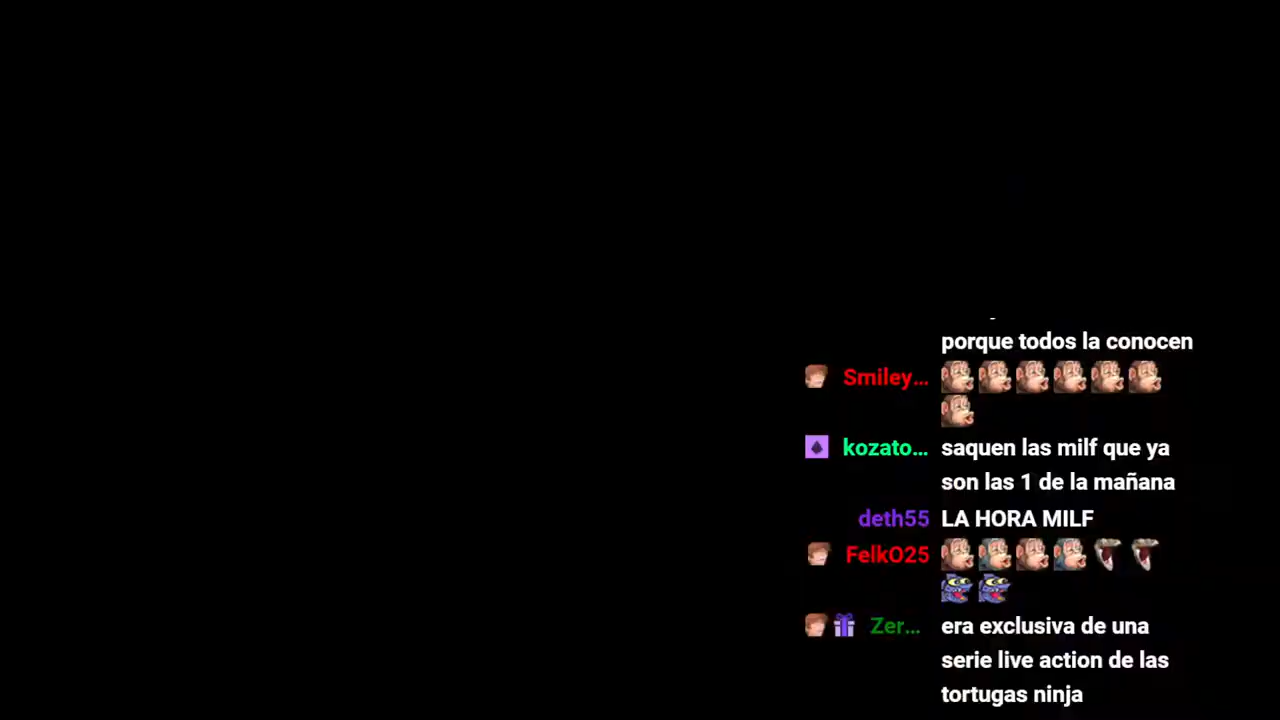 porque todos la conocen
Smiley...
kozato... saquen las milf que ya
son las 1 de la mañana
deth55 LA HORA MILF
FelkO25
Zer... era exclusiva de una
serie live action de las
tortugas ninja